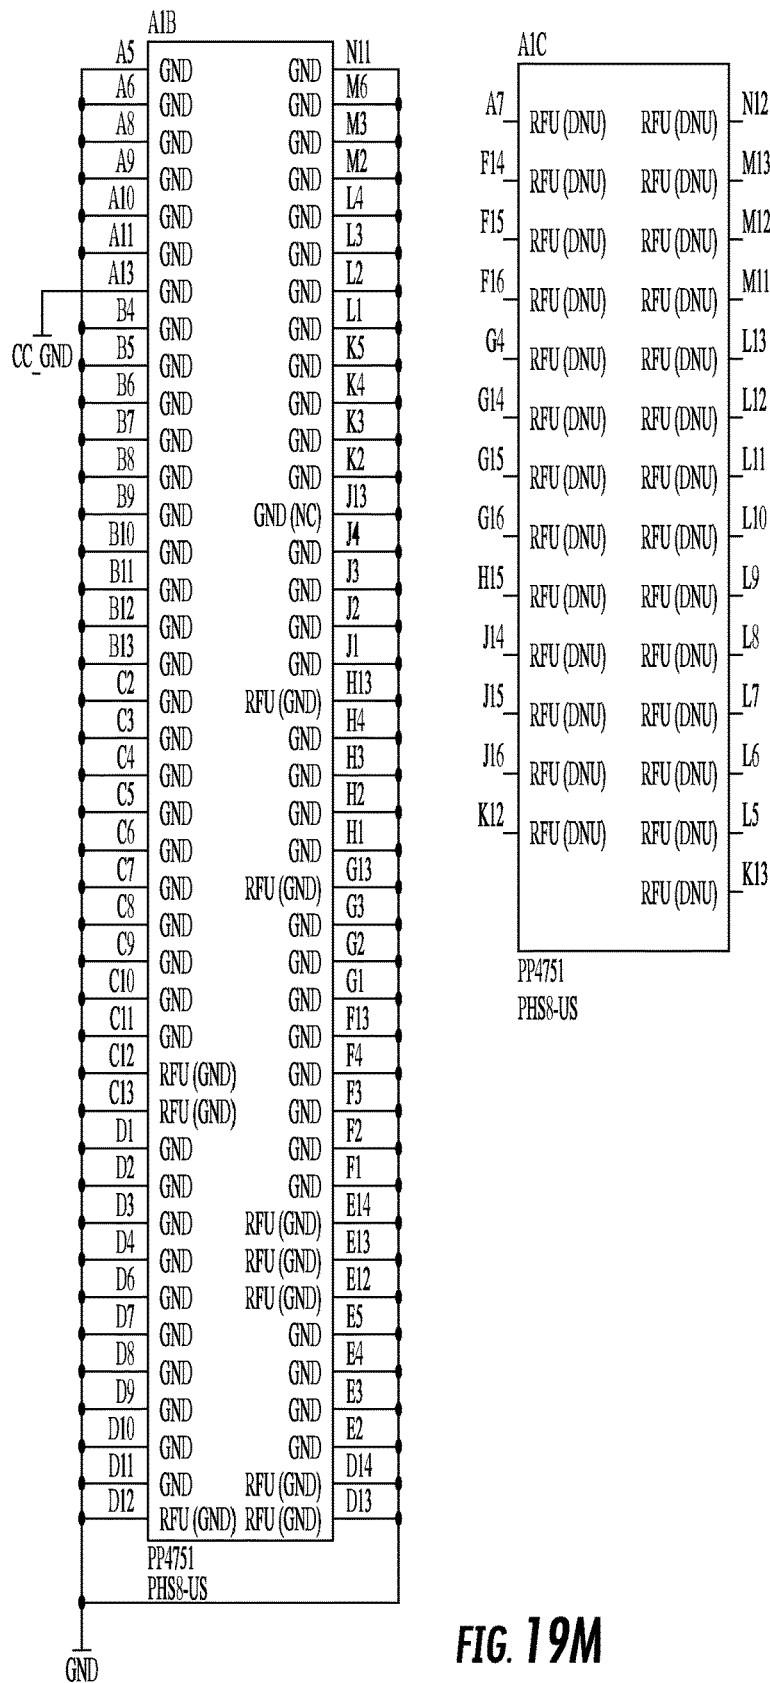 A1B
A5 GND GND N11
A6 GND GND M6
A8 GND GND M3
A9 GND GND M2
A10 GND GND L4
A11 GND GND L3
A13 GND GND L2
B4 GND GND L1
CC_GND
B5 GND GND K5
B6 GND GND K4
B7 GND GND K3
B8 GND GND K2
B9 GND GND (NC) J13
B10 GND GND J4
B11 GND GND J3
B12 GND GND J2
B13 GND GND J1
C2 GND RFU (GND) H13
C3 GND GND H4
C4 GND GND H3
C5 GND GND H2
C6 GND GND H1
C7 GND RFU (GND) G13
C8 GND GND G3
C9 GND GND G2
C10 GND GND G1
C11 GND GND F13
C12 RFU (GND) GND F4
C13 RFU (GND) GND F3
D1 GND GND F2
D2 GND GND F1
D3 GND RFU (GND) E14
D4 GND RFU (GND) E13
D6 GND RFU (GND) E12
D7 GND GND E5
D8 GND GND E4
D9 GND GND E3
D10 GND GND E2
D11 GND RFU (GND) D14
D12 RFU (GND) RFU (GND) D13
PP4751
PHS8-US
GND
A1C
A7 RFU (DNU) RFU (DNU) N12
F14 RFU (DNU) RFU (DNU) M13
F15 RFU (DNU) RFU (DNU) M12
F16 RFU (DNU) RFU (DNU) M11
G4 RFU (DNU) RFU (DNU) L13
G14 RFU (DNU) RFU (DNU) L12
G15 RFU (DNU) RFU (DNU) L11
G16 RFU (DNU) RFU (DNU) L10
H15 RFU (DNU) RFU (DNU) L9
J14 RFU (DNU) RFU (DNU) L8
J15 RFU (DNU) RFU (DNU) L7
J16 RFU (DNU) RFU (DNU) L6
K12 RFU (DNU) RFU (DNU) L5
RFU (DNU) K13
PP4751
PHS8-US
FIG. 19M